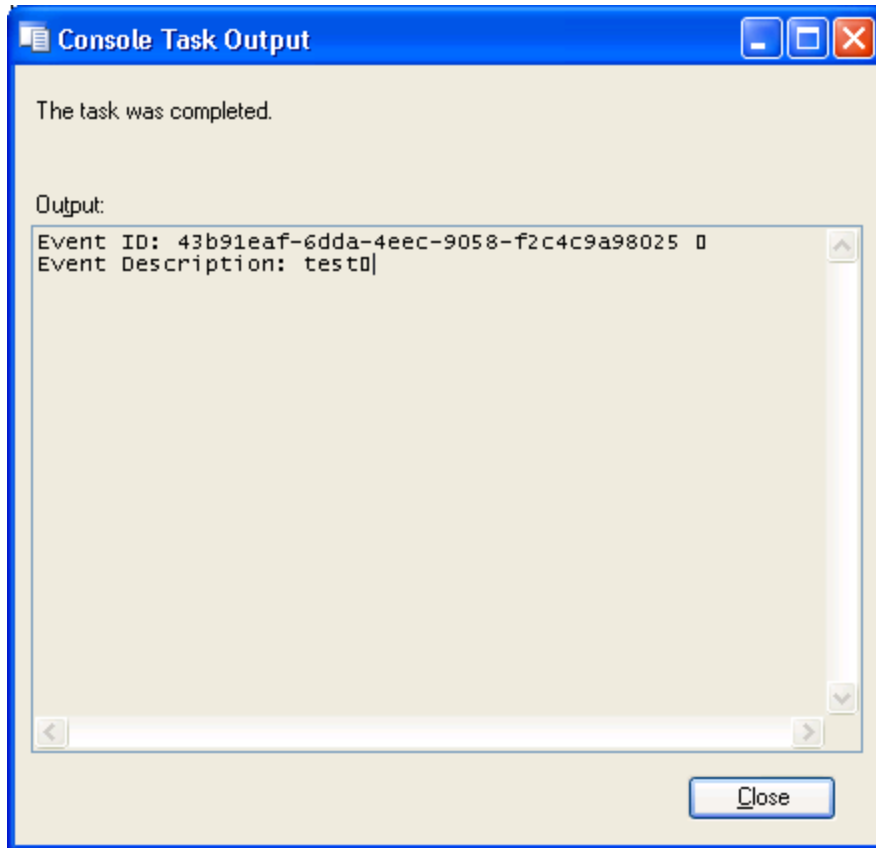 Console Task Output
The task was completed.
Output:
Event ID: 43b91eaf-6dda-4eec-9058-f2c4c9a98025 ▯
Event Description: test▯
Close